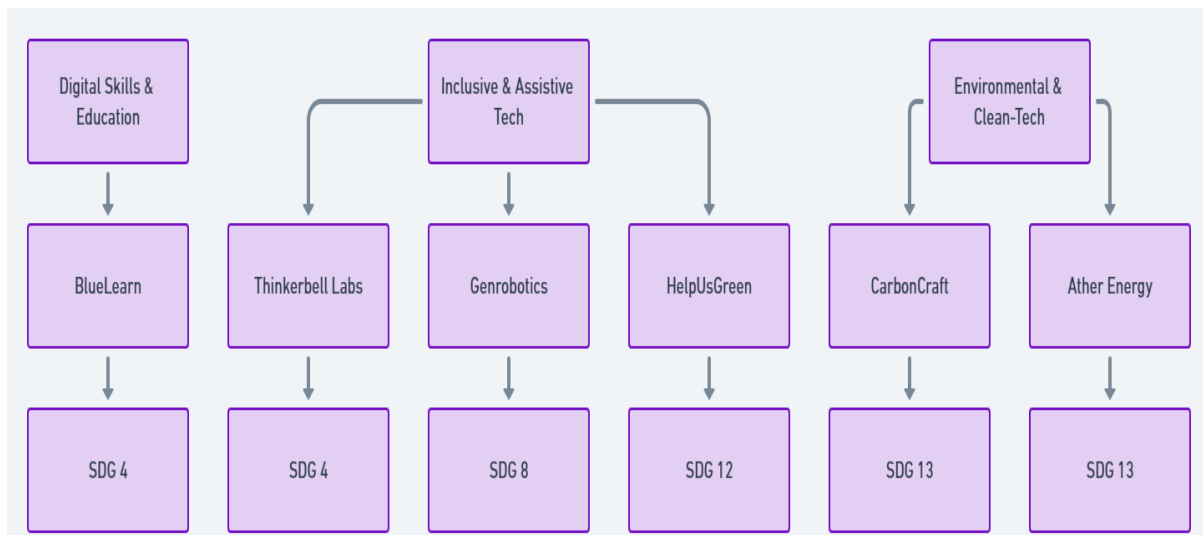 Digital Skills &
Education
Inclusive & Assistive
Tech
Environmental &
Clean-Tech
BlueLearn
Thinkerbell Labs
Genrobotics
HelpUsGreen
CarbonCraft
Ather Energy
SDG 4
SDG 4
SDG 8
SDG 12
SDG 13
SDG 13